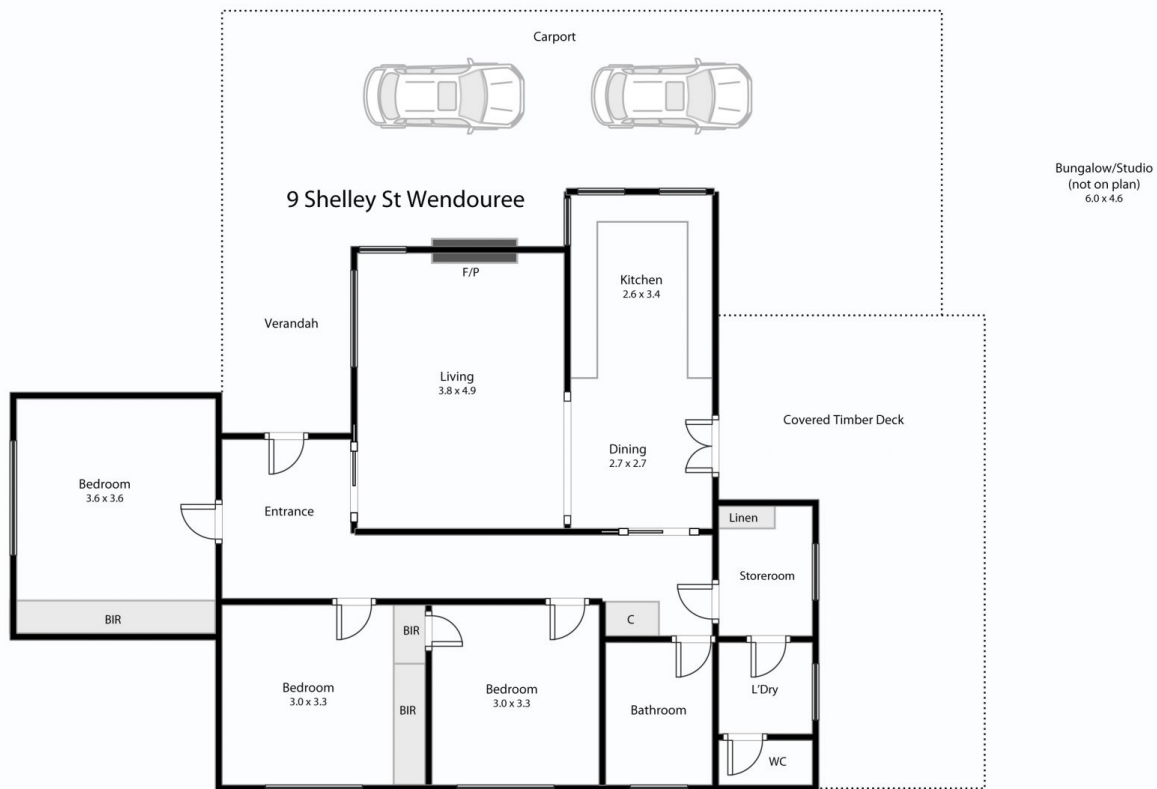 Carport
Bungalow/Studio
(not on plan)
6.0 x 4.6
9 Shelley St Wendouree
F/P
Kitchen
2.6 x 3.4
Verandah
Living
3.8 x 4.9
Covered Timber Deck
Dining
2.7 x 2.7
Bedroom
3.6 x 3.6
Entrance
Linen
Storeroom
BIR
BIR
C
Bedroom
3.0 x 3.3
BIR
Bedroom
3.0 x 3.3
Bathroom
L'Dry
WC